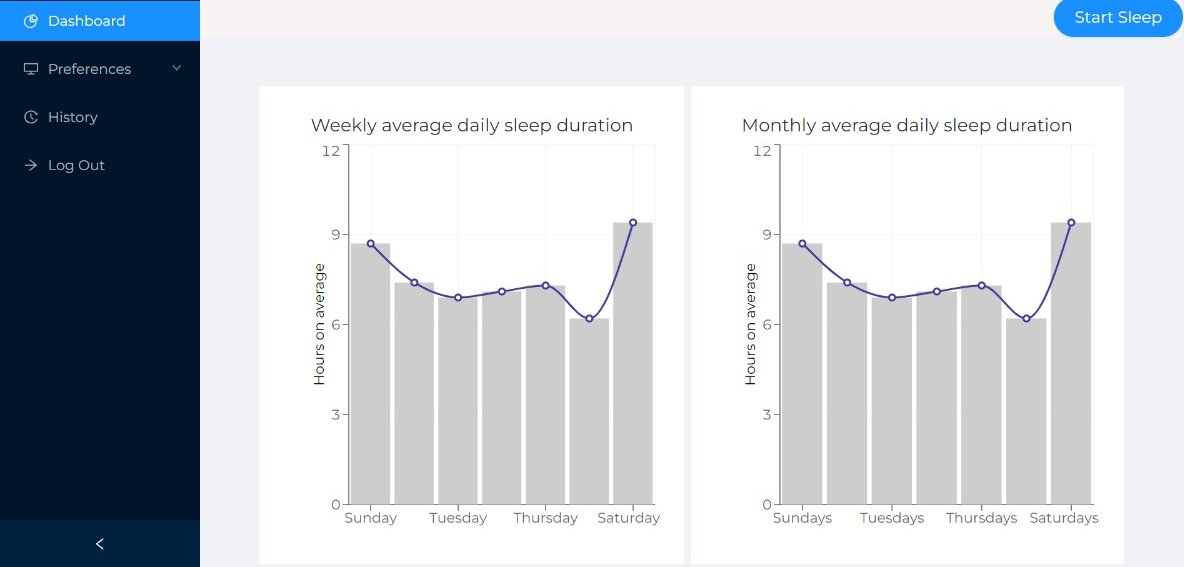 Dashboard
Start Sleep
Preferences
History
Log Out
Weekly average daily sleep duration
12
9
6
3
0
Hours on average
Sunday Tuesday Thursday Saturday
Monthly average daily sleep duration
12
9
6
3
0
Hours on average
Sundays Tuesdays Thursdays Saturdays